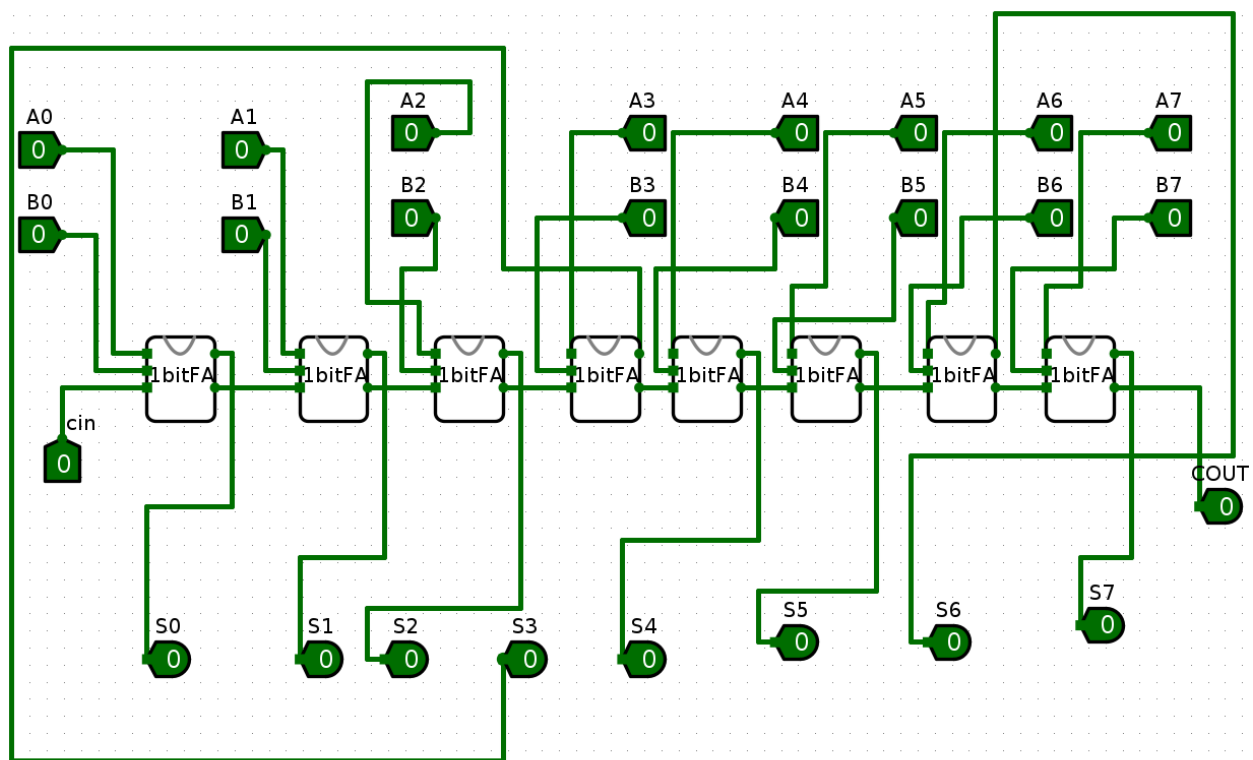 A2 A3 A4 A5 A6 A7
A0 A1
0 0 0 0 0 0
0 0
B2 B3 B4 B5 B6 B7
B0 B1
0 0 0 0 0 0
0 0
1bitFA 1bitFA 1bitFA 1bitFA 1bitFA 1bitFA 1bitFA 1bitFA
cin
0
COUT
0
S7
S5 S6
S0 S1 S2 S3 S4
0
0 0
0 0 0 0 0